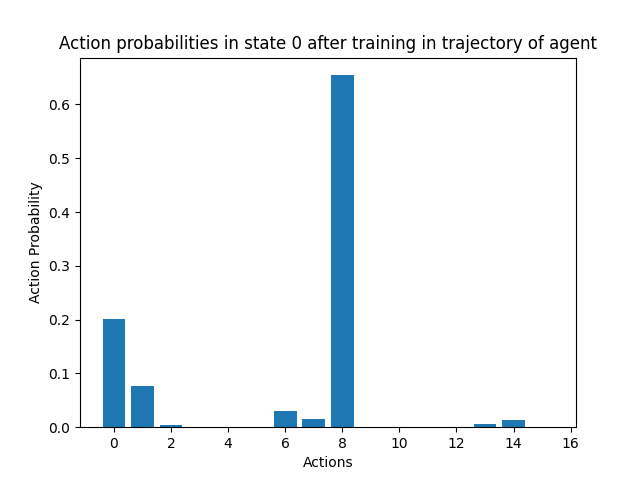 Action probabilities in state 0 after training in trajectory of agent
0.6
0.5
0.4
0.3
0.2
0.1
0.0
Action Probability
0 2 4 6 8 10 12 14 16
Actions